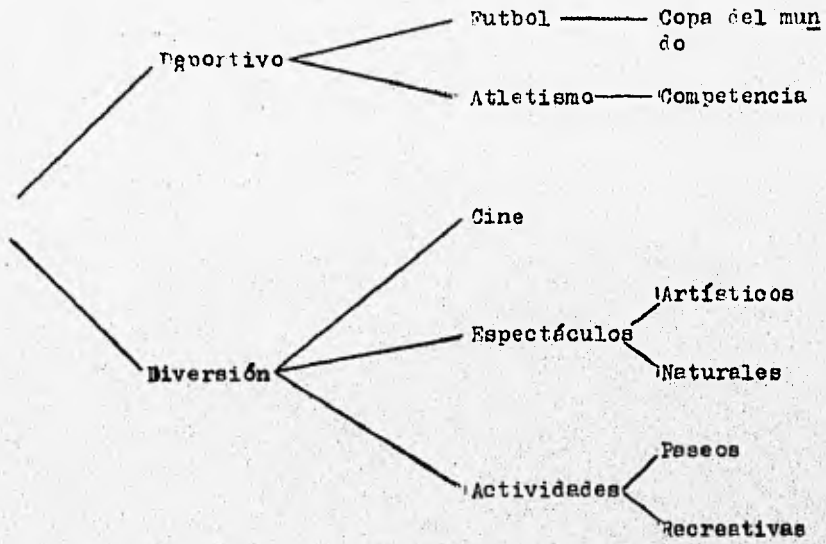 Futbol Copa del mun
do
Deportivo
Atletismo Competencia
Cine
Artísticos
Espectáculos
Naturales
Diversión
Paseos
Actividades
Recreativas